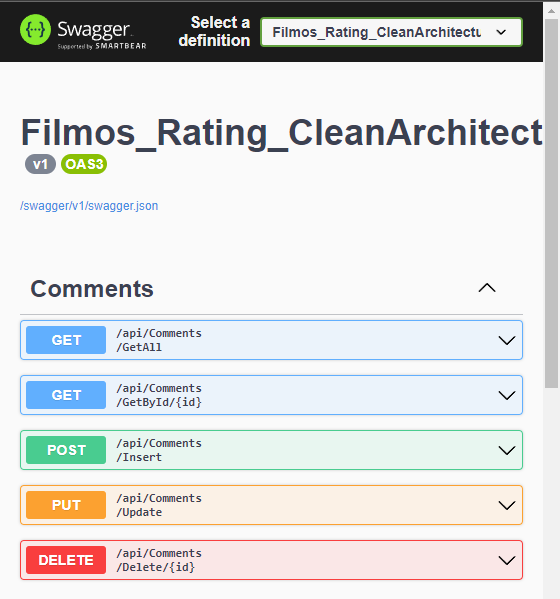 Swagger
Supported by SMARTBEAR
Select a
definition
Filmos_Rating_CleanArchitectu
Filmos_Rating_CleanArchitect
v1 OAS3
/swagger/v1/swagger.json
Comments
GET /api/Comments
/GetAll
GET /api/Comments
/GetById/{id}
POST /api/Comments
/Insert
PUT /api/Comments
/Update
DELETE /api/Comments
/Delete/{id}